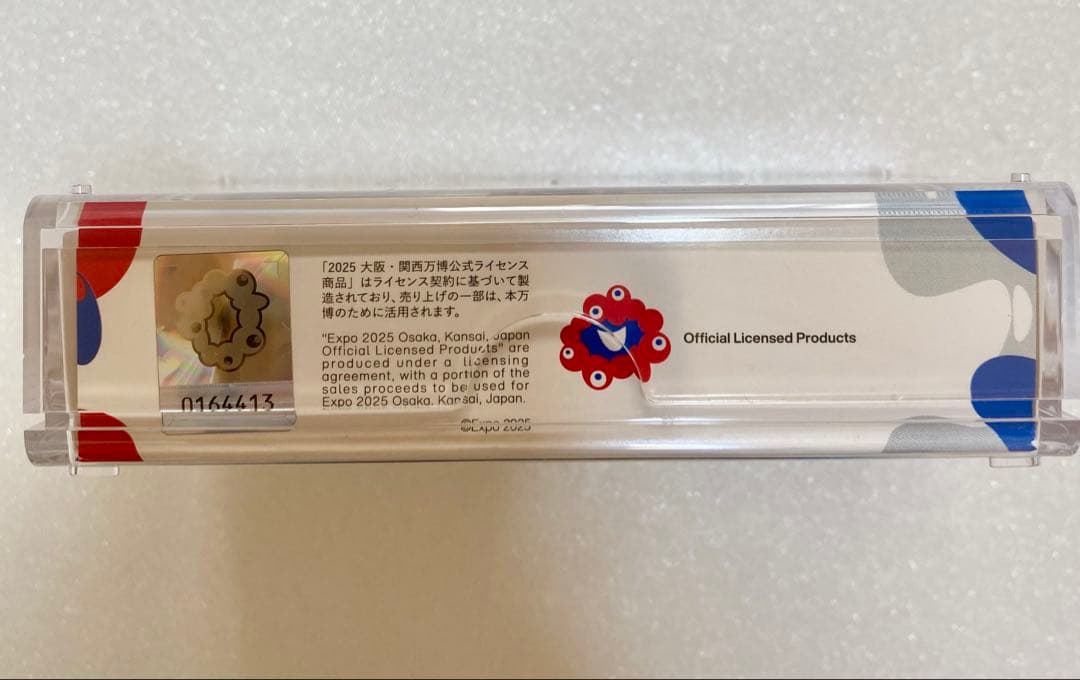 「2025 大阪・関西万博公式ライセンス
商品」はライセンス契約に基づいて製
造されており、売り上げの一部は、本万
博のために活用されます。
"Expo 2025 Osaka, Kansai, Japan
Official Licensed Products" are
produced under a licensing
agreement, with a portion of the
sales proceeds to be used for
Expo 2025 Osaka, Kansai, Japan.
©Expo 2025
0164413
Official Licensed Products